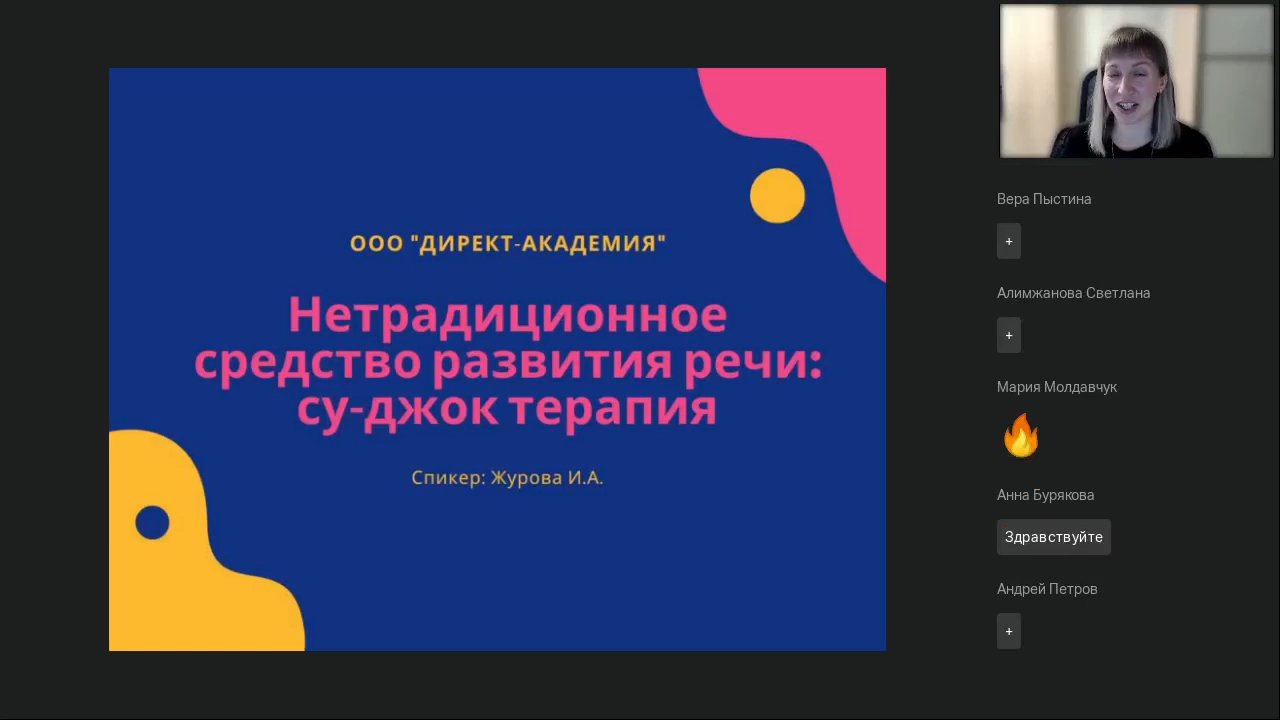 ООО "ДИРЕКТ-АКАДЕМИЯ"
Нетрадиционное
средство развития речи:
су-джок терапия
Спикер: Журова И.А.
Вера Пыстина
+
Алимжанова Светлана
+
Мария Молдавчук
Анна Бурякова
Здравствуйте
Андрей Петров
+